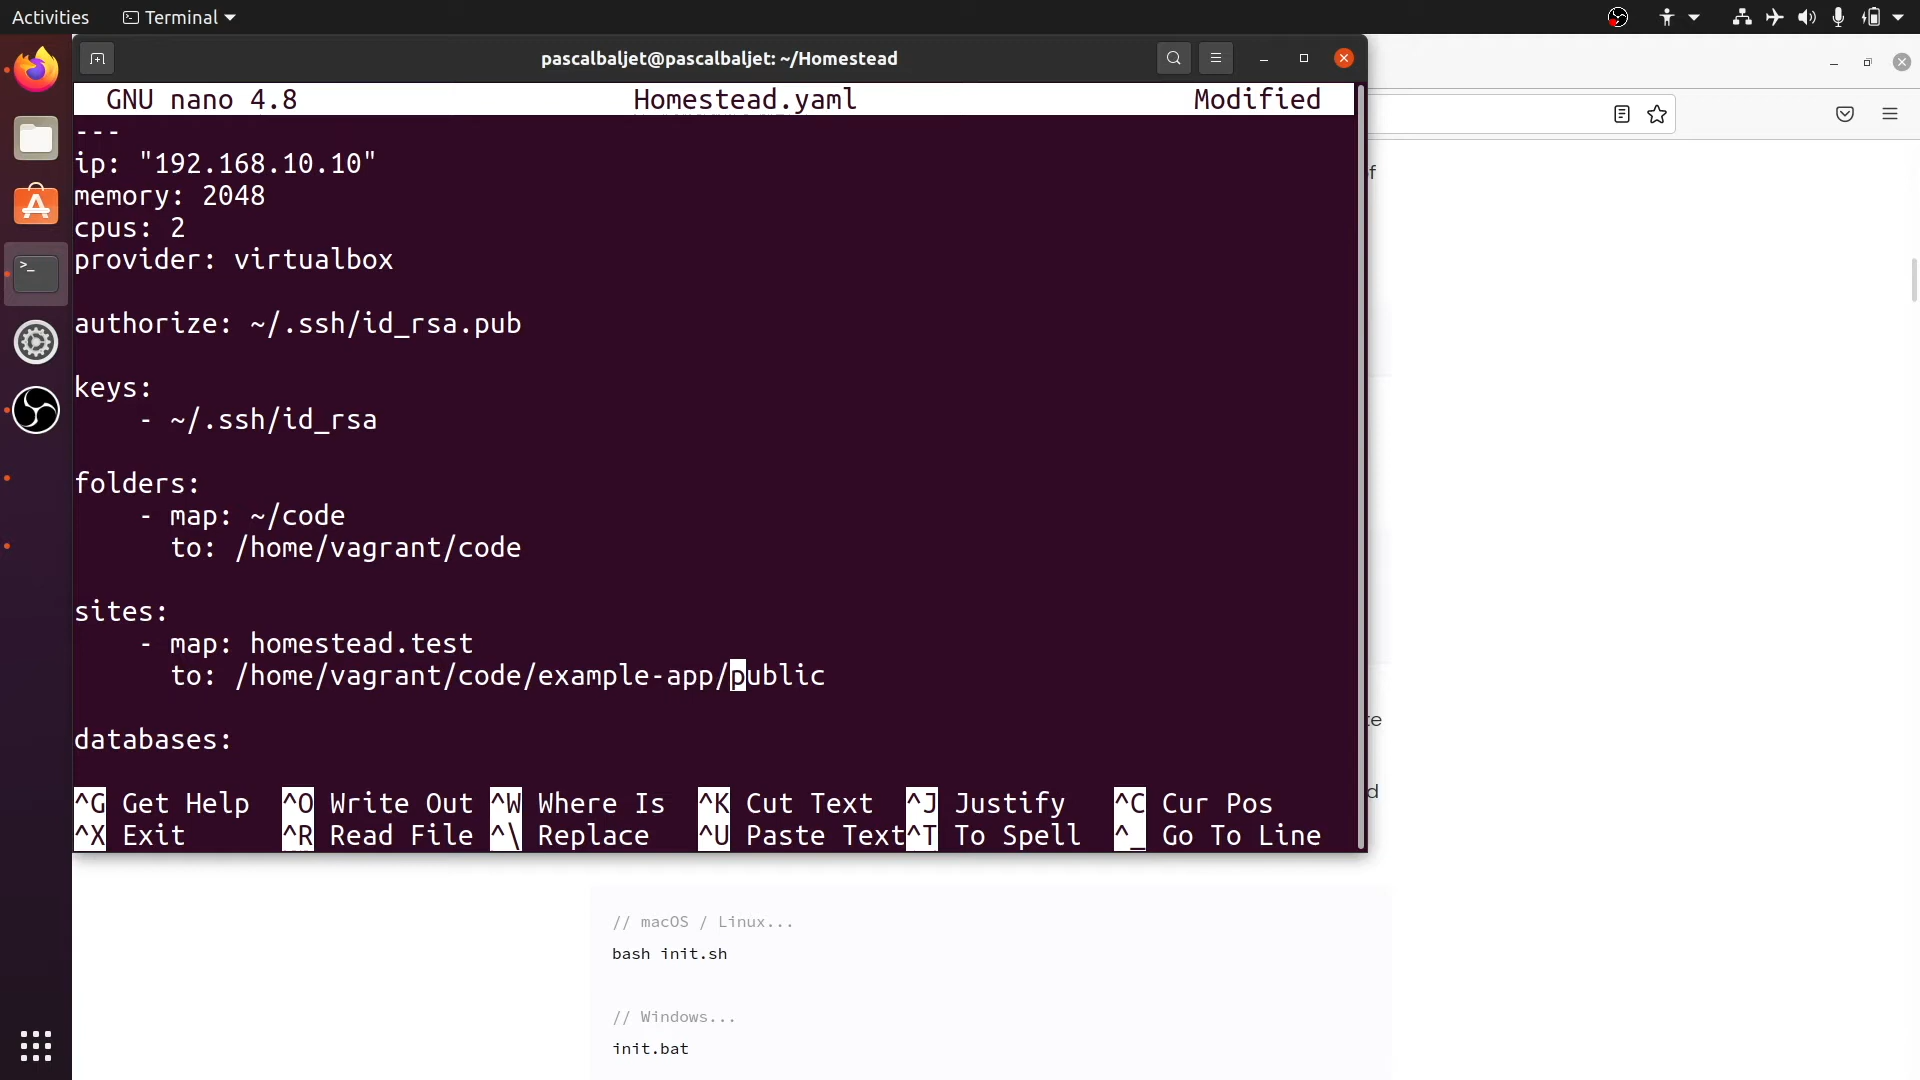 Activities Terminal
pascalbaljet@pascalbaljet: ~/Homestead
GNU nano 4.8 Homestead.yaml Modified
---
ip: "192.168.10.10"
memory: 2048
cpus: 2
provider: virtualbox
authorize: ~/.ssh/id_rsa.pub
keys:
- ~/.ssh/id_rsa
folders:
- map: ~/code
to: /home/vagrant/code
sites:
- map: homestead.test
to: /home/vagrant/code/example-app/public
databases:
^G Get Help ^O Write Out ^W Where Is ^K Cut Text ^J Justify ^C Cur Pos
^X Exit ^R Read File ^\ Replace ^U Paste Text ^T To Spell ^_ Go To Line
// macOS / Linux...
bash init.sh
// Windows...
init.bat